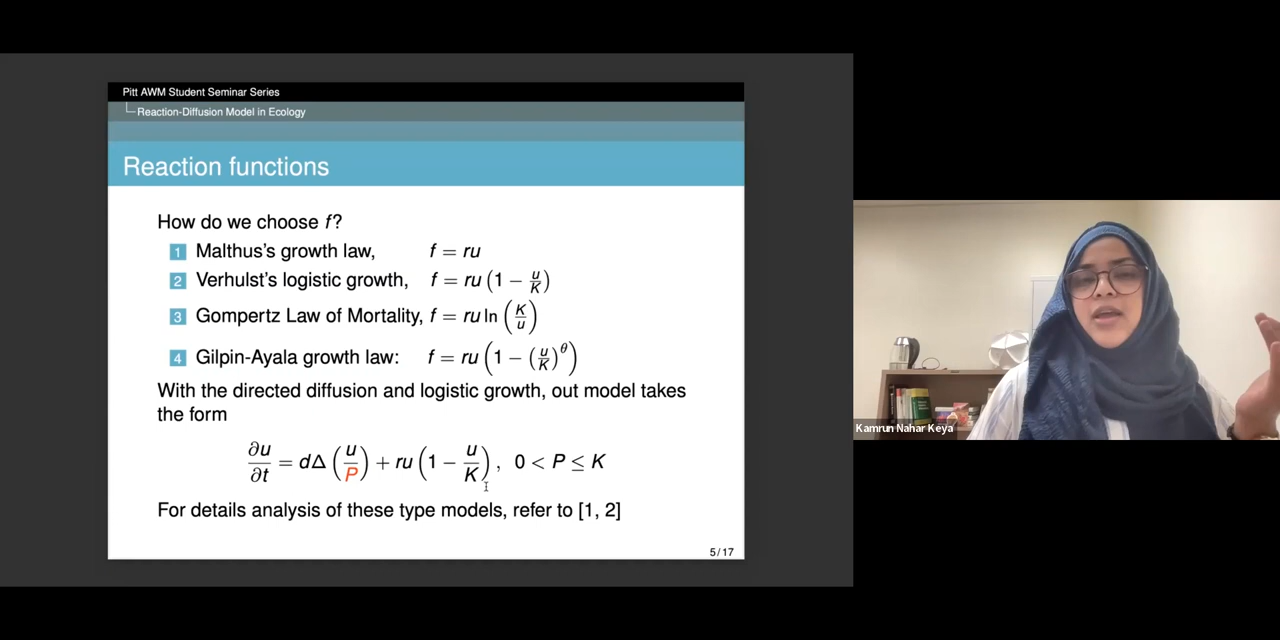 Pitt AWM Student Seminar Series
Reaction-Diffusion Model in Ecology
Reaction functions
How do we choose f?
1 Malthus's growth law, f = ru
2 Verhulst's logistic growth, f = ru (1 − u/K)
3 Gompertz Law of Mortality, f = ru ln (K/u)
4 Gilpin-Ayala growth law: f = ru (1 − (u/K)^θ)
With the directed diffusion and logistic growth, out model takes
the form
∂u/∂t = dΔ (u/P) + ru (1 − u/K), 0 < P ≤ K
For details analysis of these type models, refer to [1, 2]
5/17
Kamrun Nahar Keya